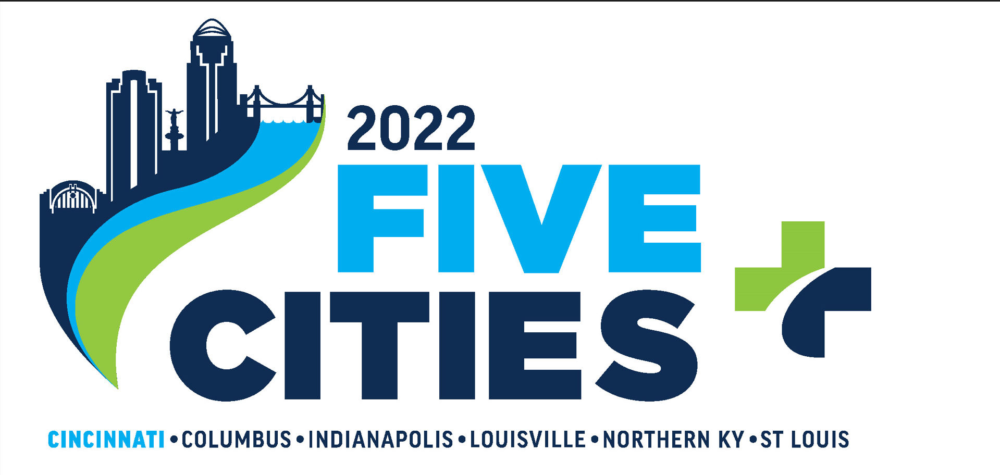 2022
FIVE
CITIES +
CINCINNATI • COLUMBUS • INDIANAPOLIS • LOUISVILLE • NORTHERN KY • ST LOUIS